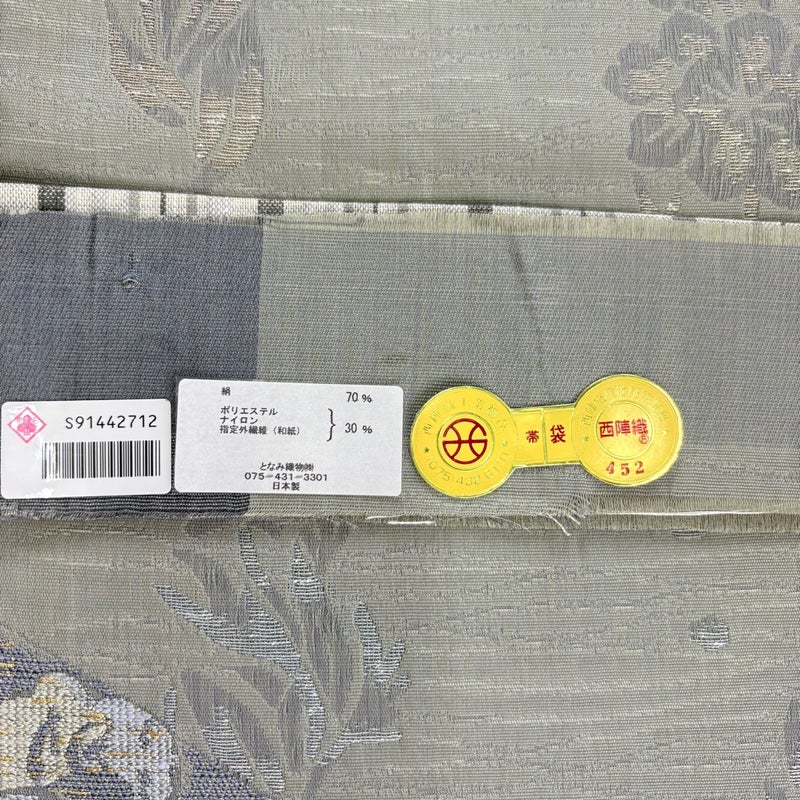 S91442712
絹 70%
ポリエステル
ナイロン
指定外繊維(和紙) 30%
となみ織物㈱
075-431-3301
日本製
帯袋
西陣織
452